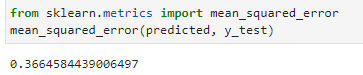 from sklearn.metrics import mean_squared_error
mean_squared_error(predicted, y_test)
0.3664584439006497